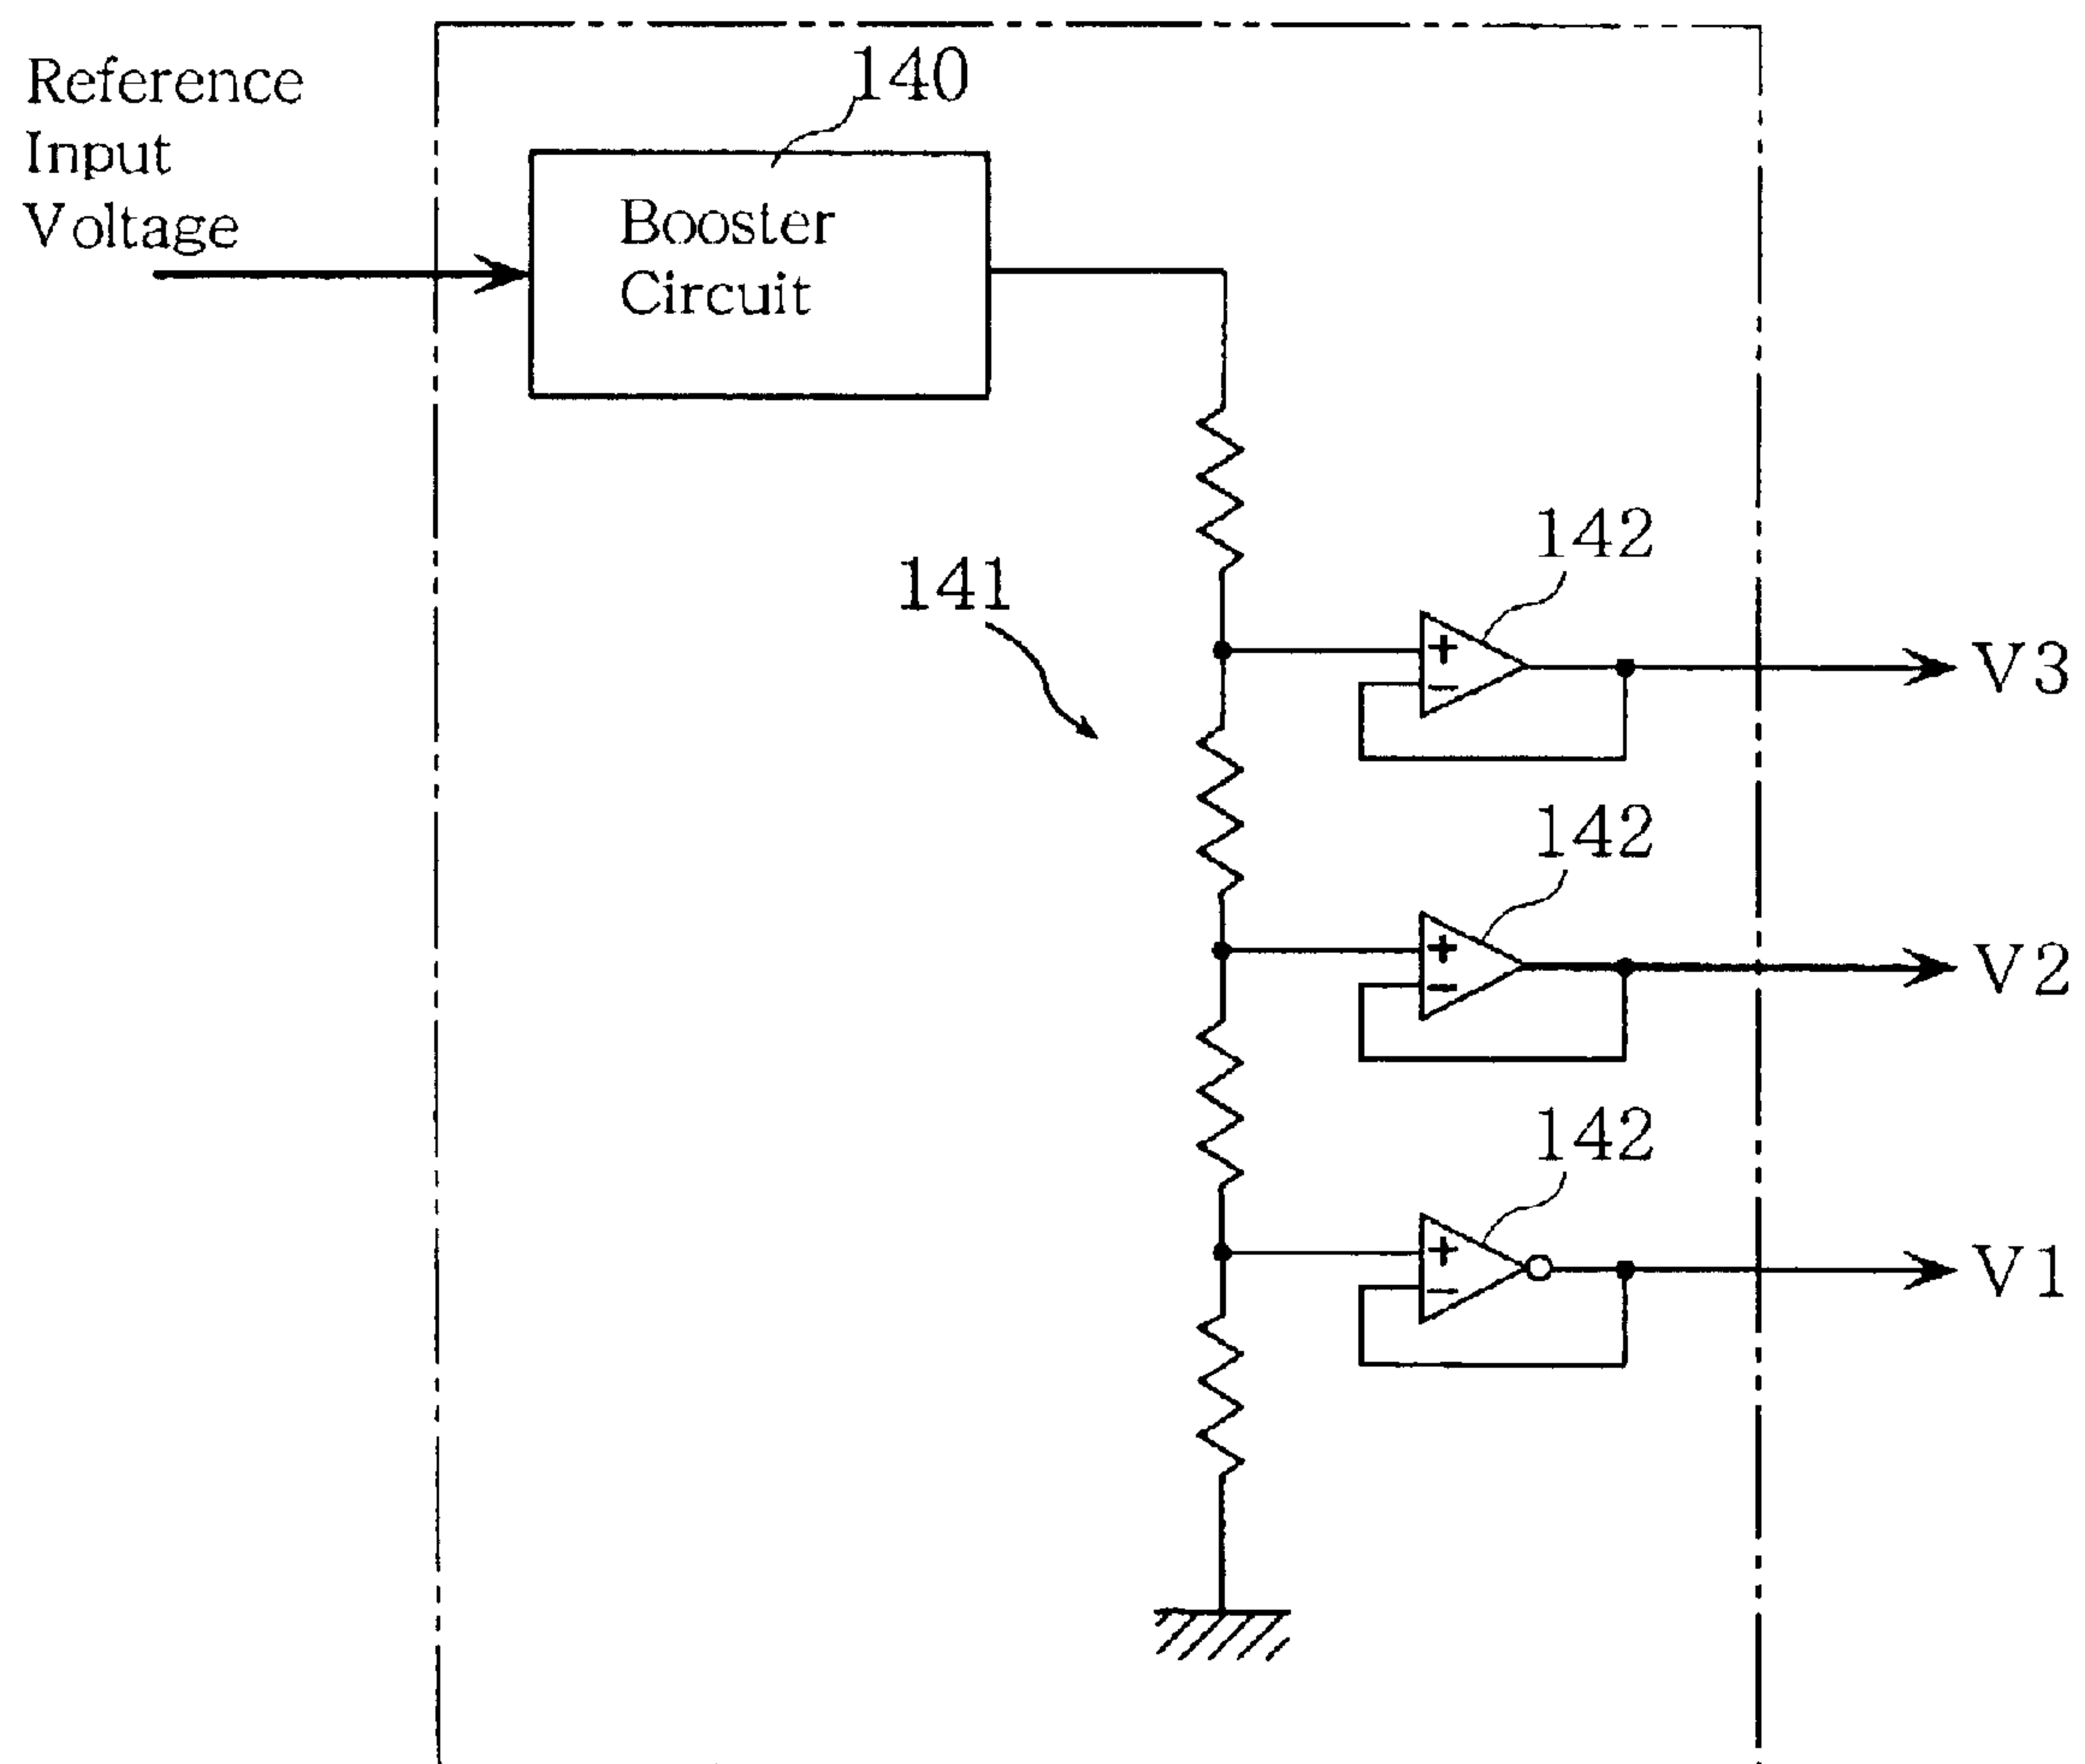 Reference
Input
Voltage
140
Booster
Circuit
141
142
+
-
V3
142
+
-
V2
142
+
-
V1